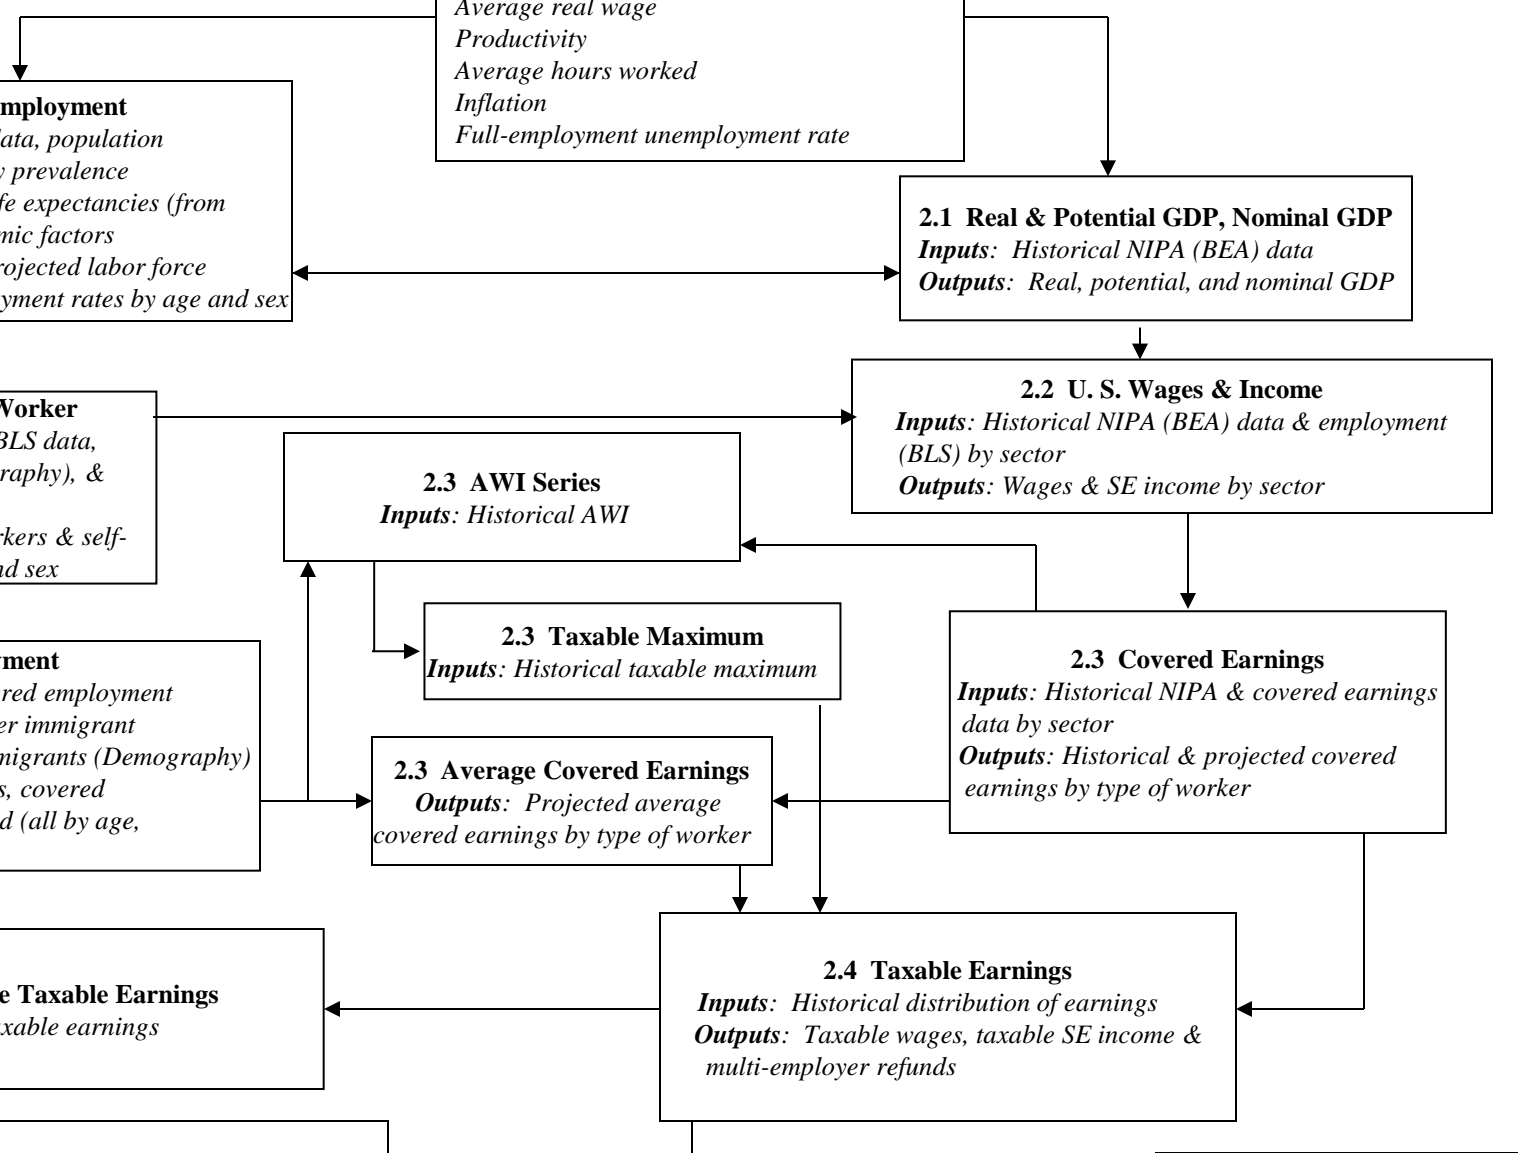 Average real wage
Productivity
Average hours worked
Inflation
Full-employment unemployment rate
mployment
data, population
y prevalence
fe expectancies (from
mic factors
rojected labor force
yment rates by age and sex
2.1 Real & Potential GDP, Nominal GDP
Inputs: Historical NIPA (BEA) data
Outputs: Real, potential, and nominal GDP
2.2 U. S. Wages & Income
Inputs: Historical NIPA (BEA) data & employment
(BLS) by sector
Outputs: Wages & SE income by sector
Worker
BLS data,
raphy), &
rkers & self-
nd sex
2.3 AWI Series
Inputs: Historical AWI
2.3 Taxable Maximum
Inputs: Historical taxable maximum
2.3 Covered Earnings
Inputs: Historical NIPA & covered earnings
data by sector
Outputs: Historical & projected covered
earnings by type of worker
yment
red employment
er immigrant
migrants (Demography)
s, covered
d (all by age,
2.3 Average Covered Earnings
Outputs: Projected average
covered earnings by type of worker
e Taxable Earnings
axable earnings
2.4 Taxable Earnings
Inputs: Historical distribution of earnings
Outputs: Taxable wages, taxable SE income &
multi-employer refunds